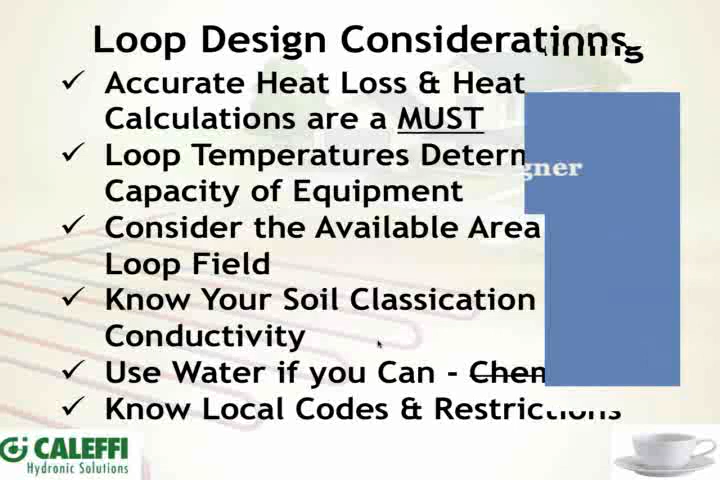 Loop Design Considerations
Accurate Heat Loss & Heat
Calculations are a MUST
Loop Temperatures Determ
gner
Capacity of Equipment
Consider the Available Area
Loop Field
Know Your Soil Classication
Conductivity
Use Water if you Can - Chem
Know Local Codes & Restrictions
CALEFFI
Hydronic Solutions